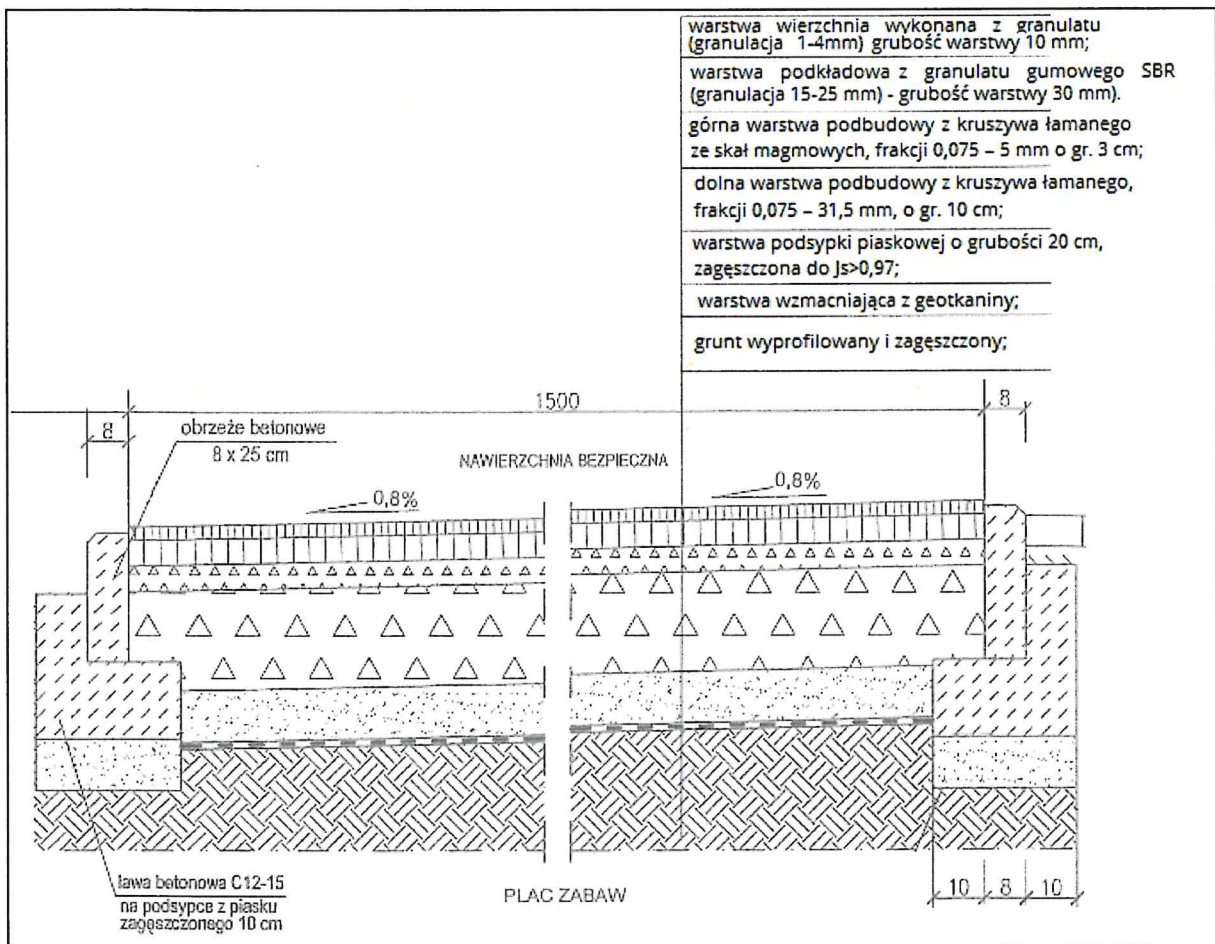 warstwa wierzchnia wykonana z granulatu
(granulacja 1-4mm) grubość warstwy 10 mm;
warstwa podkładowa z granulatu gumowego SBR
(granulacja 15-25 mm) - grubość warstwy 30 mm).
górna warstwa podbudowy z kruszywa łamanego
ze skał magmowych, frakcji 0,075 – 5 mm o gr. 3 cm;
dolna warstwa podbudowy z kruszywa łamanego,
frakcji 0,075 – 31,5 mm, o gr. 10 cm;
warstwa podsypki piaskowej o grubości 20 cm,
zagęszczona do Js>0,97;
warstwa wzmacniająca z geotkaniny;
grunt wyprofilowany i zagęszczony;
1500
8
8
obrzeże betonowe
8 x 25 cm
NAWIERZCHNIA BEZPIECZNA
0,8%
0,8%
ława betonowa C12-15
na podsypce z piasku
zagęszczonego 10 cm
PLAC ZABAW
10 8 10